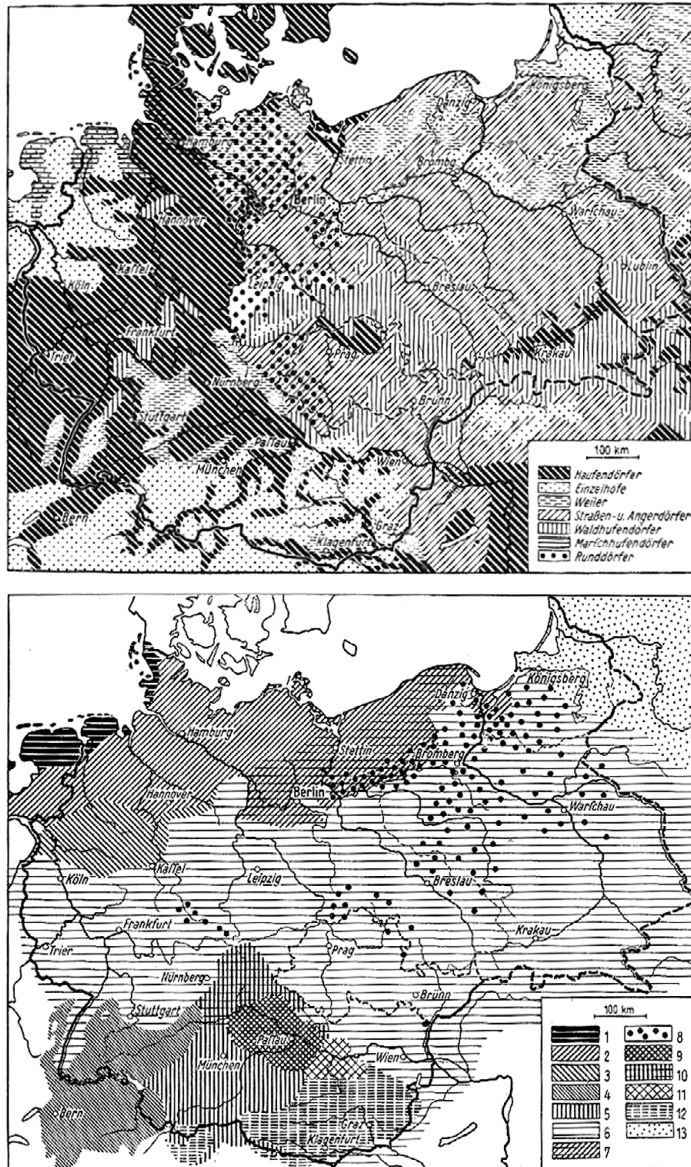 Königsberg
Danzig
Hamburg
Stettin
Brombg.
Berlin
Warſchau
Hannover
Kaſſel
Leipzig
Lublin
Köln
Breslau
Frankfurt
Prag
Krakau
Trier
Nürnberg
Brünn
Stuttgart
Paſſau
München
Wien
Bern
Graz
Klagenfurt
100 km
Haufendörfer
Einzelhöfe
Weiler
Straßen-u. Angerdörfer
Waldhufendörfer
Marſchhufendörfer
Runddörfer
Königsberg
Danzig
Hamburg
Stettin
Bromberg
Berlin
Hannover
Warſchau
Köln
Kaſſel
Leipzig
Breslau
Frankfurt
Krakau
Trier
Prag
Nürnberg
Brünn
Stuttgart
Paſſau
München
Wien
Bern
Graz
Klagenfurt
100 km
1 8
2 9
3 10
4 11
5 12
6 13
7